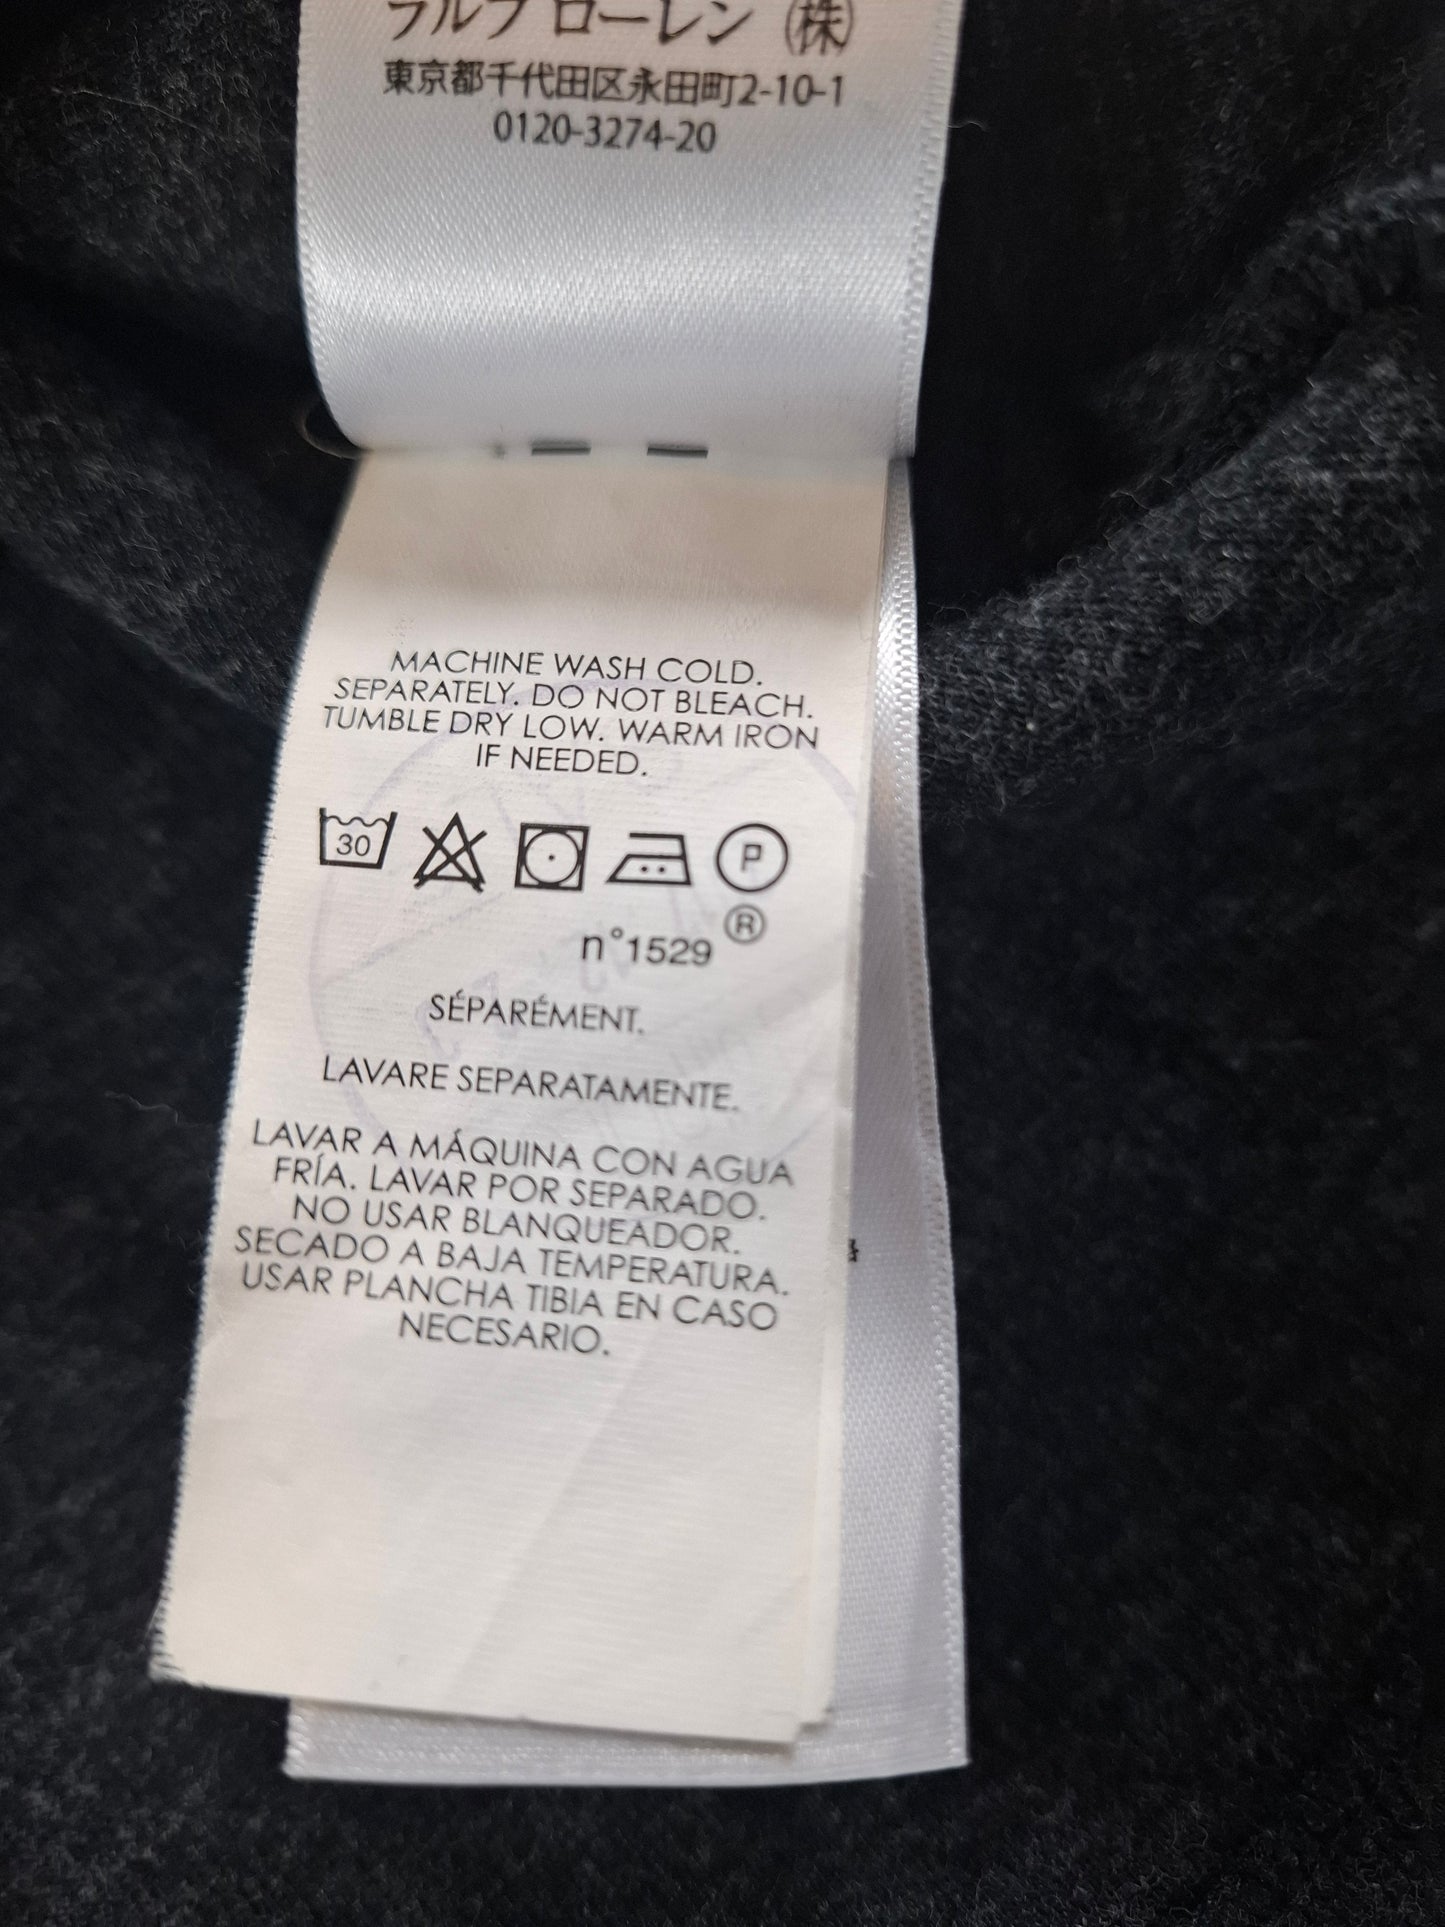 ラルフ ローレン (株)
東京都千代田区永田町2-10-1
0120-3274-20
MACHINE WASH COLD.
SEPARATELY. DO NOT BLEACH.
TUMBLE DRY LOW. WARM IRON
IF NEEDED.
30 P
®
n°1529
SÉPARÉMENT.
LAVARE SEPARATAMENTE.
LAVAR A MÁQUINA CON AGUA
FRÍA. LAVAR POR SEPARADO.
NO USAR BLANQUEADOR.
SECADO A BAJA TEMPERATURA.
USAR PLANCHA TIBIA EN CASO
NECESARIO.